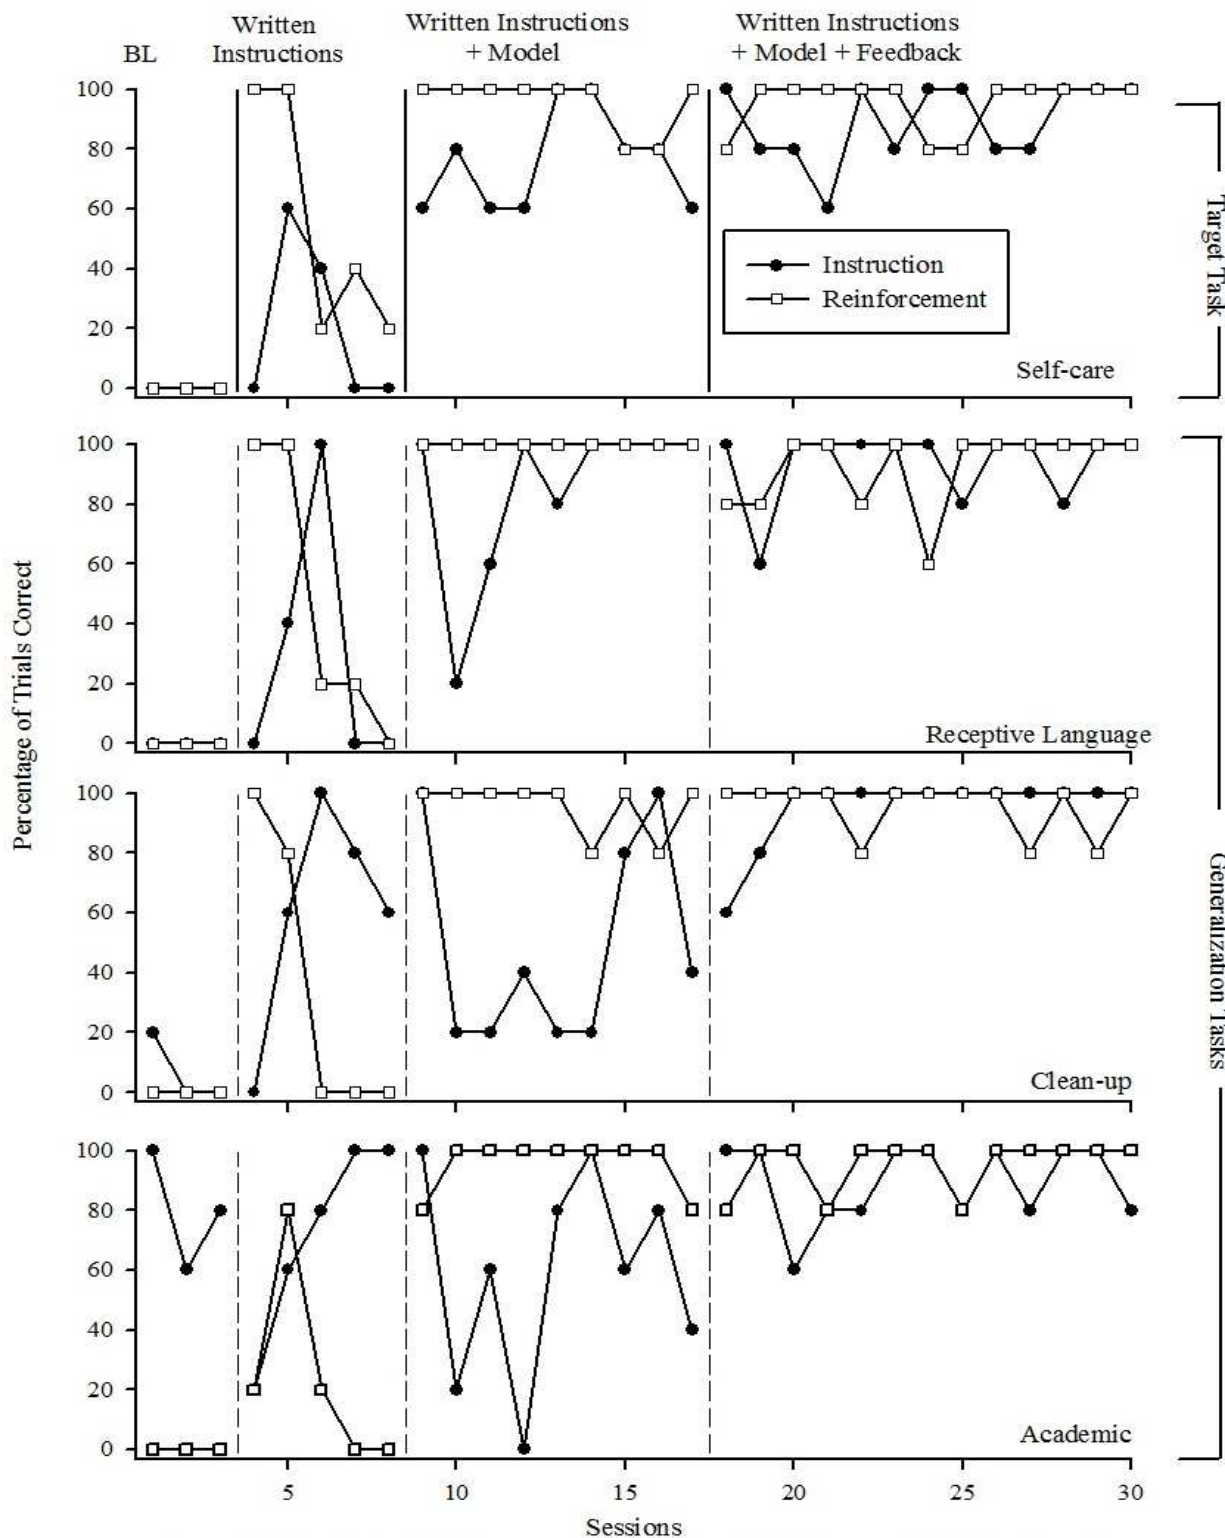 BL
Written
Instructions
Written Instructions
+ Model
Written Instructions
+ Model + Feedback
100
80
60
40
20
0
Instruction
Reinforcement
Self-care
Target Task
100
80
60
40
20
0
Receptive Language
Percentage of Trials Correct
100
80
60
40
20
0
Clean-up
Generalization Tasks
100
80
60
40
20
0
Academic
5
10
15
20
25
30
Sessions